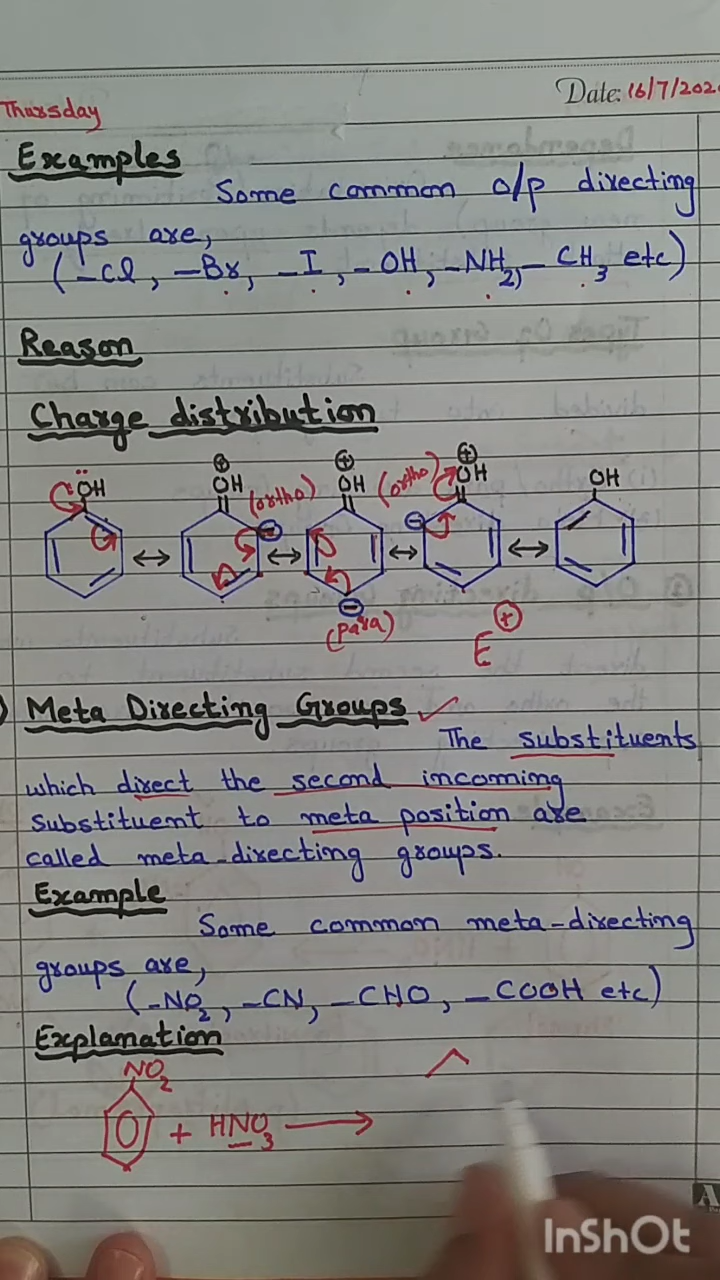 Thursday
Date: 16/7/202
Examples
Some common o/p directing
groups are,
(-Cl, -Br, -I, -OH, -NH2, -CH3 etc)
Reason
Charge distribution
ÖH ⊕ OH (ortho) ⊕ OH (ortho) ⊕ OH OH
⊖ ↔ ⊖ ↔ ⊖ ↔ ↔
(para) E⊕
Meta Directing Groups ✓
The substituents
which direct the second incoming
substituent to meta position are
called meta-directing groups.
Example
Some common meta-directing
groups are,
(-NO2, -CN, -CHO, -COOH etc)
Explanation
NO2
+ HNO3 →
InShOt